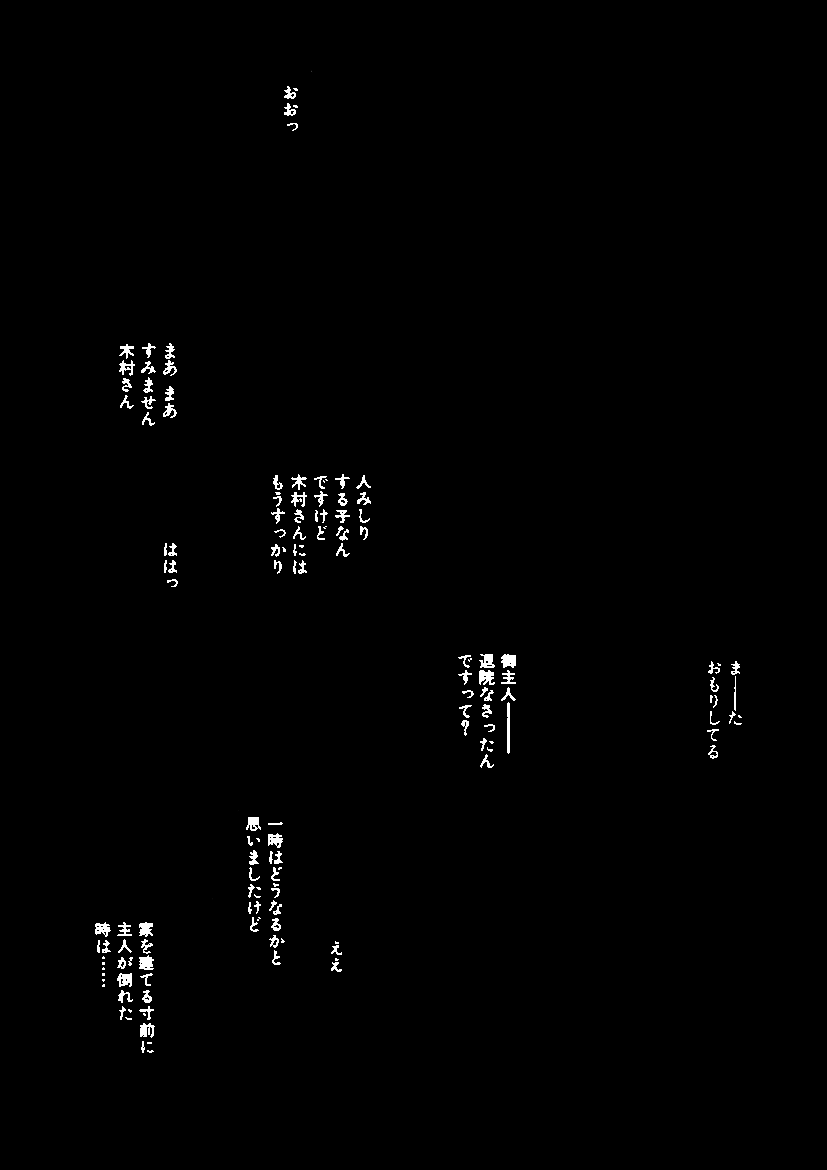 おおっ
まあ まあ
すみません
木村さん
人みしり
する子なん
ですけど
木村さんには
もうすっかり
ははっ
ま――た
おもりしてる
御主人――
退院なさったん
ですって？
ええ
一時はどうなるかと
思いましたけど
家を建てる寸前に
主人が倒れた
時は……